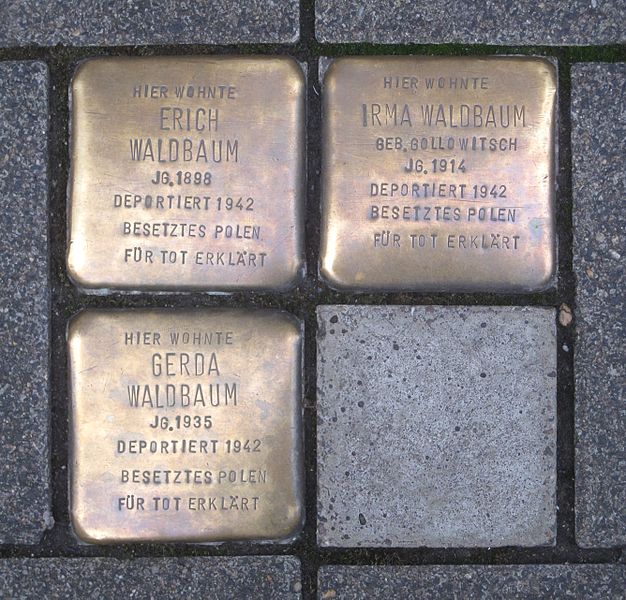 HIER WOHNTE
ERICH
WALDBAUM
JG. 1898
DEPORTIERT 1942
BESETZTES POLEN
FÜR TOT ERKLÄRT
HIER WOHNTE
IRMA WALDBAUM
GEB. GOLLOWITSCH
JG. 1914
DEPORTIERT 1942
BESETZTES POLEN
FÜR TOT ERKLÄRT
HIER WOHNTE
GERDA
WALDBAUM
JG. 1935
DEPORTIERT 1942
BESETZTES POLEN
FÜR TOT ERKLÄRT